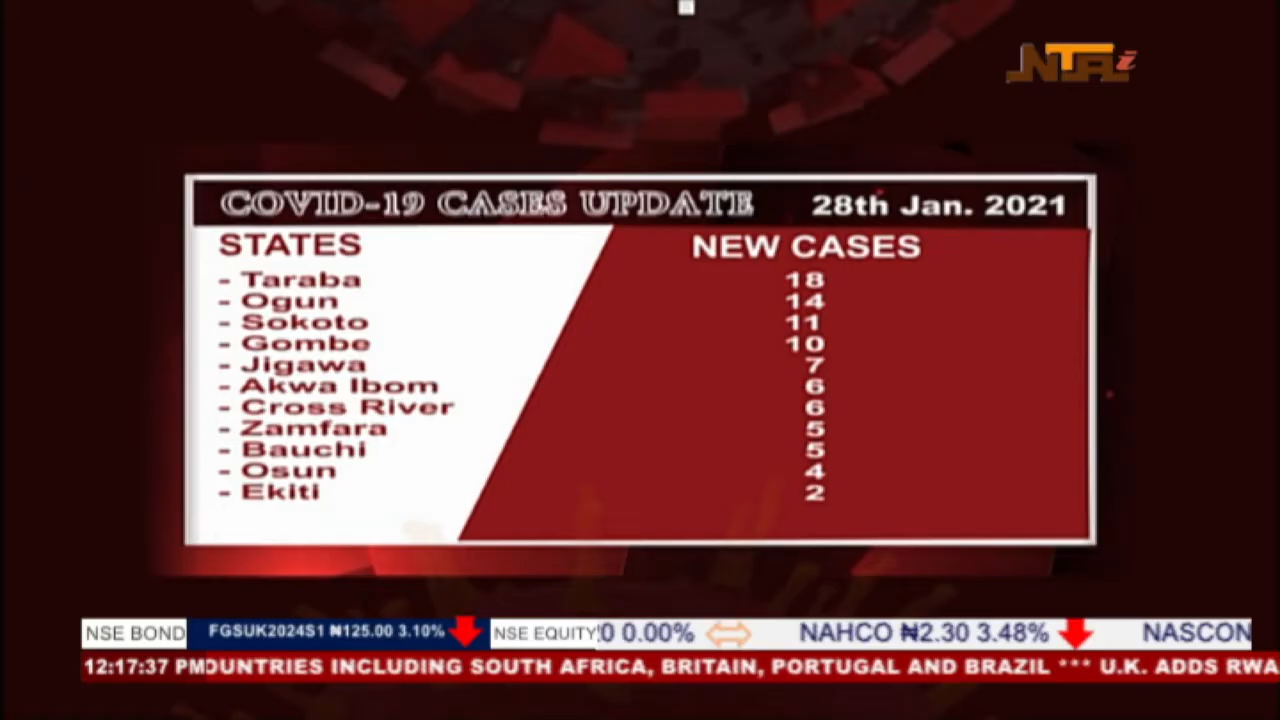 NTAi
COVID-19 CASES UPDATE 28th Jan. 2021
STATES NEW CASES
- Taraba 18
- Ogun 14
- Sokoto 11
- Gombe 10
- Jigawa 7
- Akwa Ibom 6
- Cross River 6
- Zamfara 5
- Bauchi 5
- Osun 4
- Ekiti 2
NSE BOND FGSUK2024S1 ₦125.00 3.10% NSE EQUITY 0 0.00% NAHCO ₦2.30 3.48% NASCON
12:17:37 PM OUNTRIES INCLUDING SOUTH AFRICA, BRITAIN, PORTUGAL AND BRAZIL *** U.K. ADDS RWA